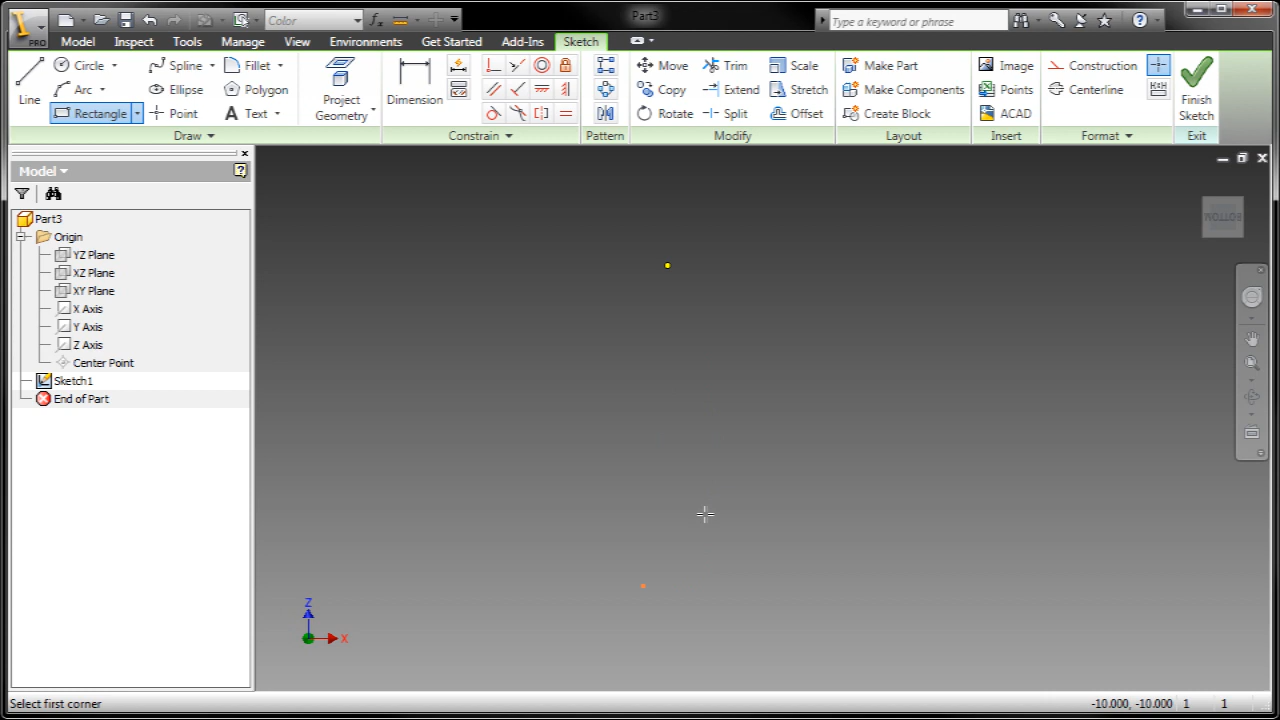 PRO
Color
Part3
Type a keyword or phrase
Model Inspect Tools Manage View Environments Get Started Add-Ins Sketch
Line
Circle
Arc
Rectangle
Spline
Ellipse
Point
Fillet
Polygon
Text
Draw
Project
Geometry
Dimension
Constrain
Pattern
Move
Copy
Rotate
Trim
Extend
Split
Scale
Stretch
Offset
Modify
Make Part
Make Components
Create Block
Layout
Image
Points
ACAD
Insert
Construction
Centerline
Format
Finish
Sketch
Exit
Model
Part3
Origin
YZ Plane
XZ Plane
XY Plane
X Axis
Y Axis
Z Axis
Center Point
Sketch1
End of Part
BOTTOM
Z
X
Select first corner
-10.000, -10.000 1 1